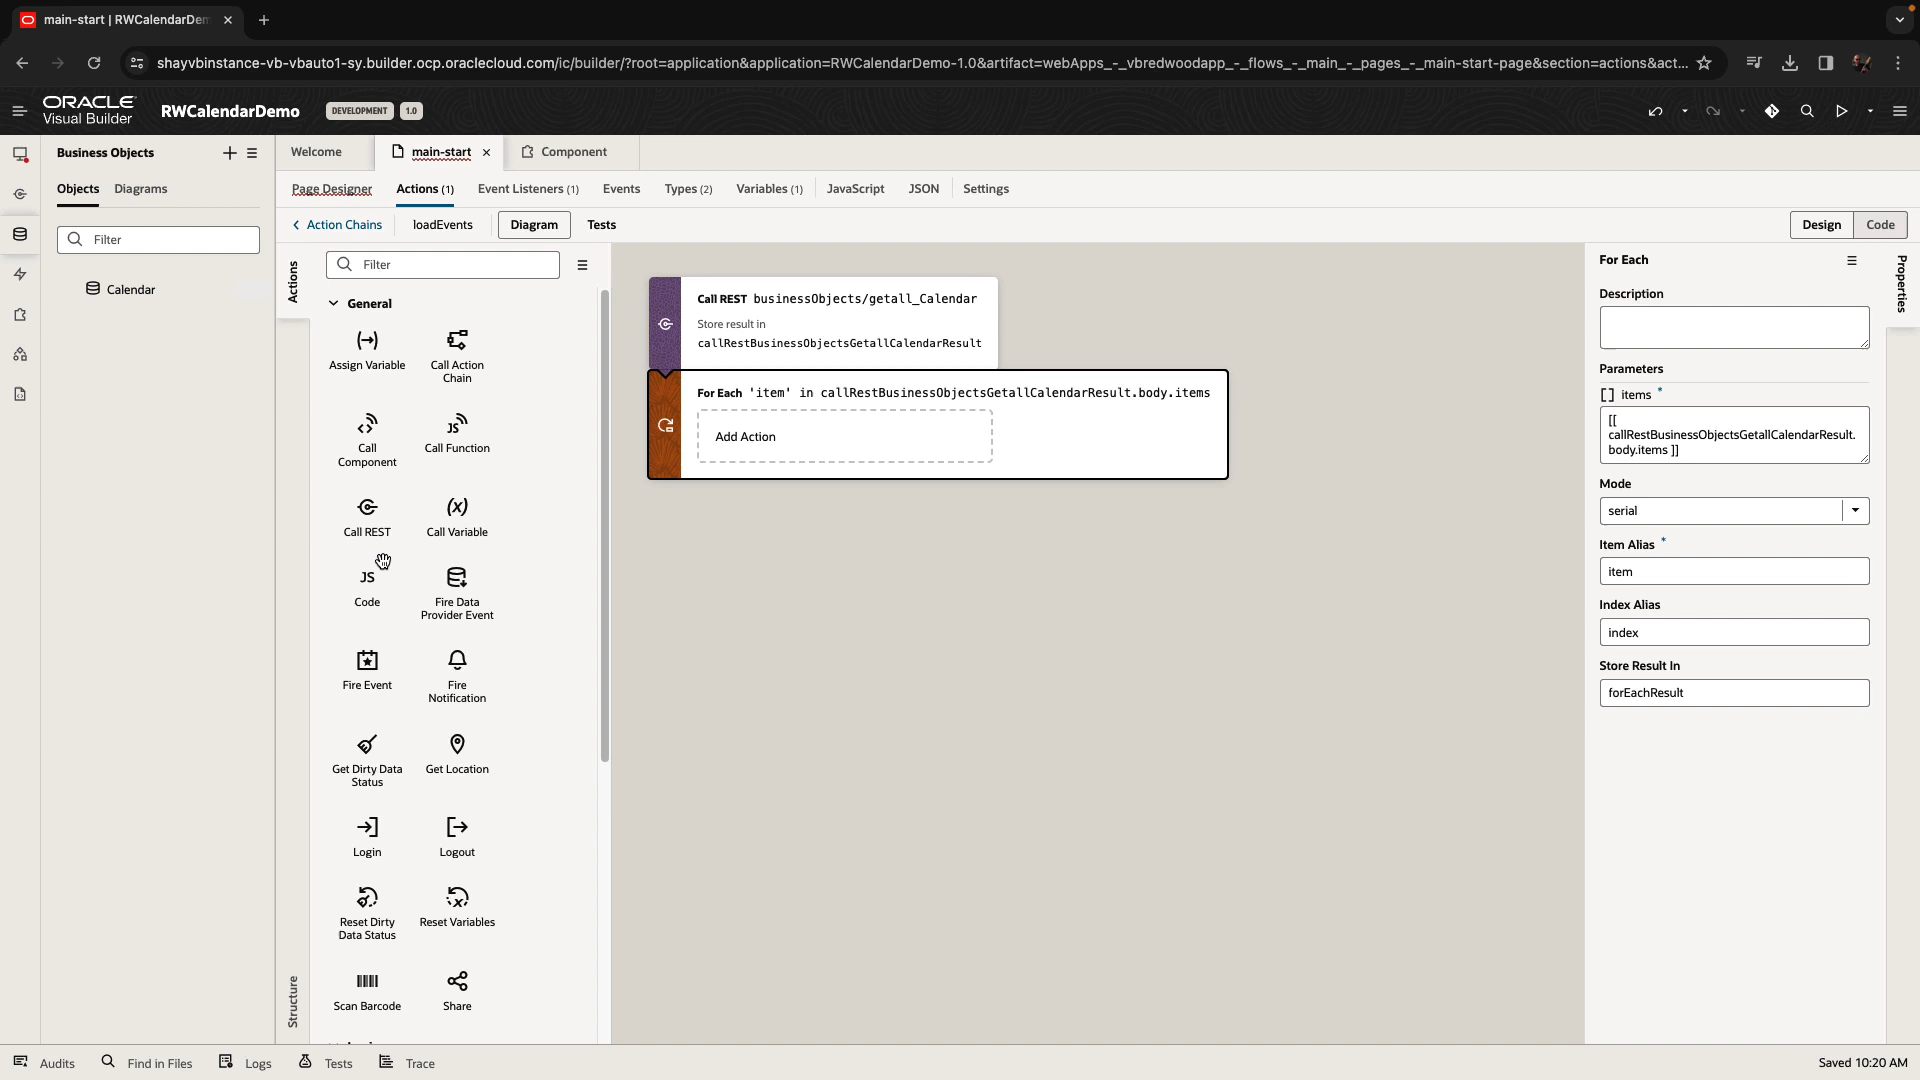 main-start | RWCalendarDem
shayvbinstance-vb-vbauto1-sy.builder.ocp.oraclecloud.com/ic/builder/?root=application&application=RWCalendarDemo-1.0&artifact=webApps_-_vbredwoodapp_-_flows_-_main_-_pages_-_main-start-page&section=actions&act...
ORACLE
Visual Builder
RWCalendarDemo
DEVELOPMENT
1.0
Business Objects
Welcome
main-start
Component
Objects
Diagrams
Page Designer
Actions (1)
Event Listeners (1)
Events
Types (2)
Variables (1)
JavaScript
JSON
Settings
Action Chains
loadEvents
Diagram
Tests
Design
Code
Filter
Calendar
Actions
Structure
Filter
General
Assign Variable
Call Action
Chain
Call
Component
JS
Call Function
Call REST
(x)
Call Variable
JS
Code
Fire Data
Provider Event
Fire Event
Fire
Notification
Get Dirty Data
Status
Get Location
Login
Logout
Reset Dirty
Data Status
Reset Variables
Scan Barcode
Share
Call REST businessObjects/getall_Calendar
Store result in
callRestBusinessObjectsGetallCalendarResult
For Each 'item' in callRestBusinessObjectsGetallCalendarResult.body.items
Add Action
For Each
Properties
Description
Parameters
[] items *
[[
callRestBusinessObjectsGetallCalendarResult.
body.items ]]
Mode
serial
Item Alias *
item
Index Alias
index
Store Result In
forEachResult
Audits
Find in Files
Logs
Tests
Trace
Saved 10:20 AM